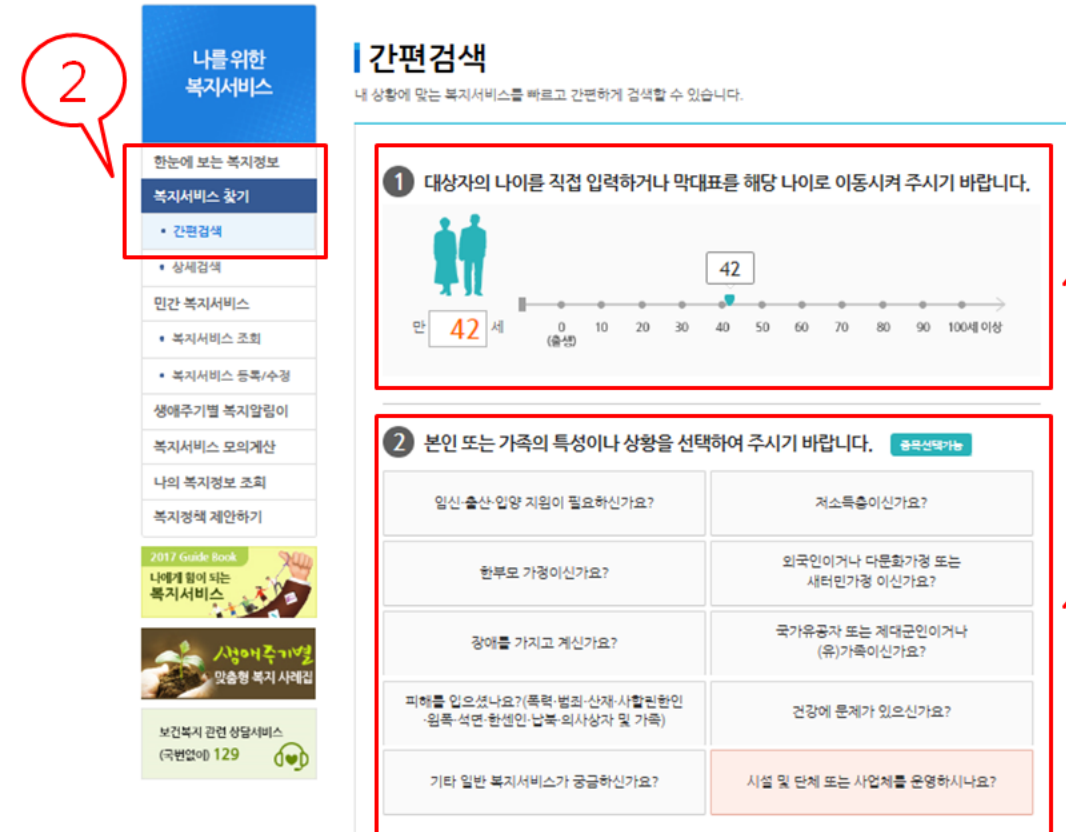 2
나를 위한
복지서비스
한눈에 보는 복지정보
복지서비스 찾기
• 간편검색
• 상세검색
민간 복지서비스
• 복지서비스 조회
• 복지서비스 등록/수정
생애주기별 복지알림이
복지서비스 모의계산
나의 복지정보 조회
복지정책 제안하기
2017 Guide Book
나에게 힘이 되는
복지서비스
생애주기별
맞춤형 복지 사례집
보건복지 관련 상담서비스
(국번없이) 129
간편검색
내 상황에 맞는 복지서비스를 빠르고 간편하게 검색할 수 있습니다.
1 대상자의 나이를 직접 입력하거나 막대표를 해당 나이로 이동시켜 주시기 바랍니다.
42
만 42 세
0 10 20 30 40 50 60 70 80 90 100세 이상
(출생)
2 본인 또는 가족의 특성이나 상황을 선택하여 주시기 바랍니다. 중복선택가능
임신·출산·입양 지원이 필요하신가요?
저소득층이신가요?
한부모 가정이신가요?
외국인이거나 다문화가정 또는
새터민가정 이신가요?
장애를 가지고 계신가요?
국가유공자 또는 제대군인이거나
(유)가족이신가요?
피해를 입으셨나요?(폭력·범죄·산재·사할린한인
·원폭·석면·한센인·납북·의사상자 및 가족)
건강에 문제가 있으신가요?
기타 일반 복지서비스가 궁금하신가요?
시설 및 단체 또는 사업체를 운영하시나요?